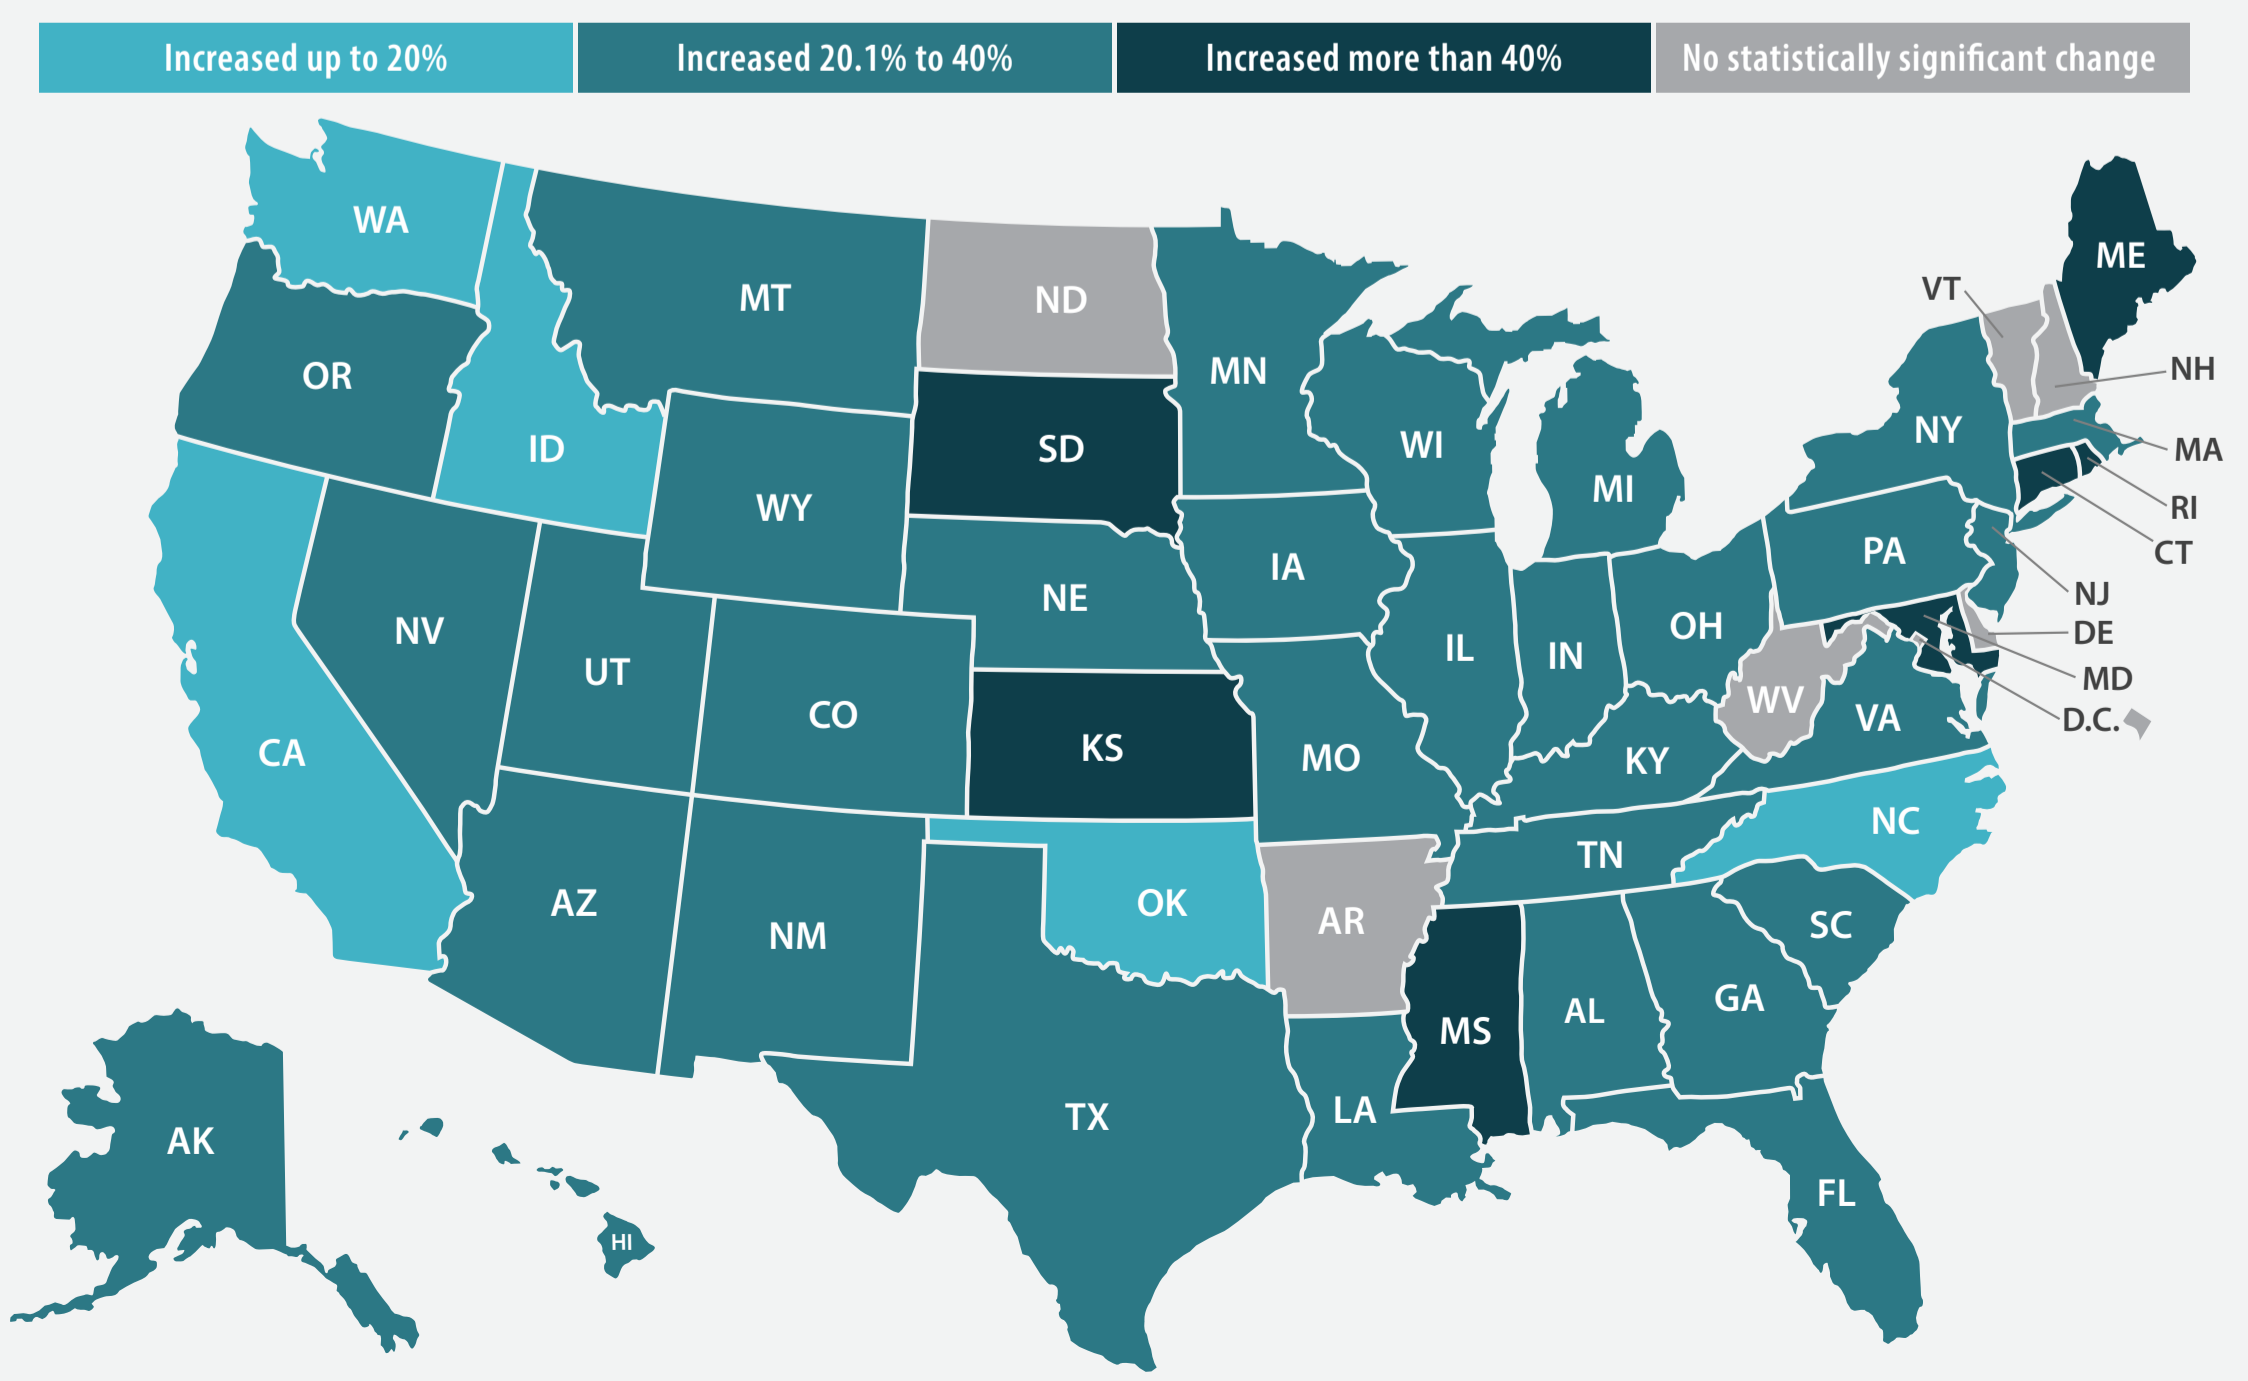 Increased up to 20%
Increased 20.1% to 40%
Increased more than 40%
No statistically significant change
WA
OR
ID
MT
ND
MN
SD
WY
NE
IA
WI
MI
NY
ME
VT
NH
MA
RI
CT
NJ
DE
MD
D.C.
PA
OH
IN
IL
NV
UT
CO
KS
MO
KY
WV
VA
CA
AZ
NM
OK
AR
TN
NC
SC
GA
AL
MS
LA
TX
FL
AK
HI